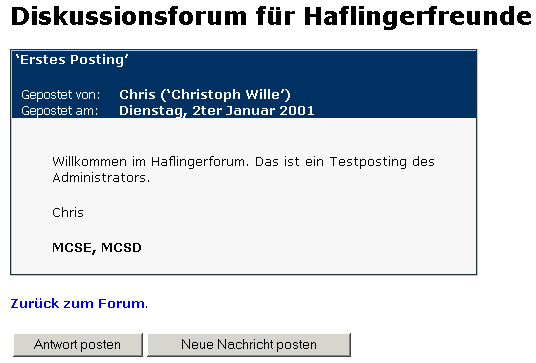 Diskussionsforum für Haflingerfreunde
‘Erstes Posting’
Gepostet von: Chris (‘Christoph Wille’)
Gepostet am: Dienstag, 2ter Januar 2001
Willkommen im Haflingerforum. Das ist ein Testposting des
Administrators.
Chris
MCSE, MCSD
Zurück zum Forum.
Antwort posten Neue Nachricht posten